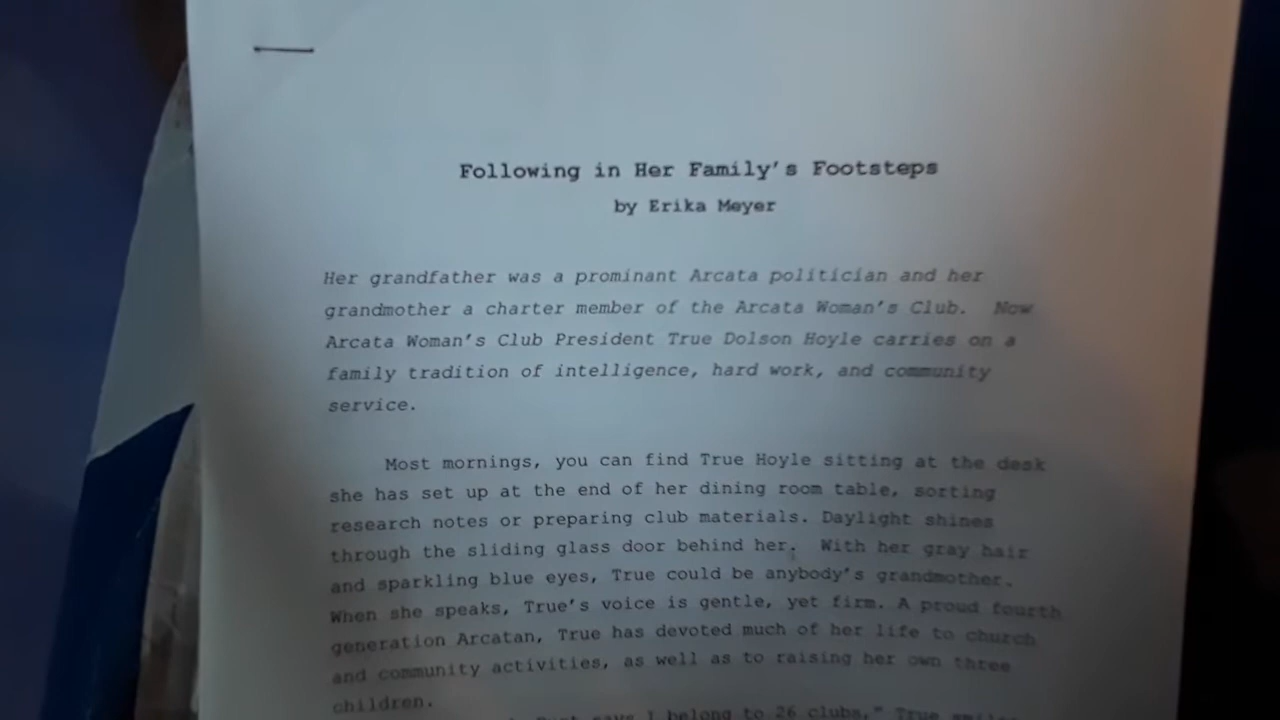 Following in Her Family's Footsteps
by Erika Meyer
Her grandfather was a prominant Arcata politician and her
grandmother a charter member of the Arcata Woman's Club. Now
Arcata Woman's Club President True Dolson Hoyle carries on a
family tradition of intelligence, hard work, and community
service.
Most mornings, you can find True Hoyle sitting at the desk
she has set up at the end of her dining room table, sorting
research notes or preparing club materials. Daylight shines
through the sliding glass door behind her. With her gray hair
and sparkling blue eyes, True could be anybody's grandmother.
When she speaks, True's voice is gentle, yet firm. A proud fourth
generation Arcatan, True has devoted much of her life to church
and community activities, as well as to raising her own three
children.
says I belong to 26 clubs," True